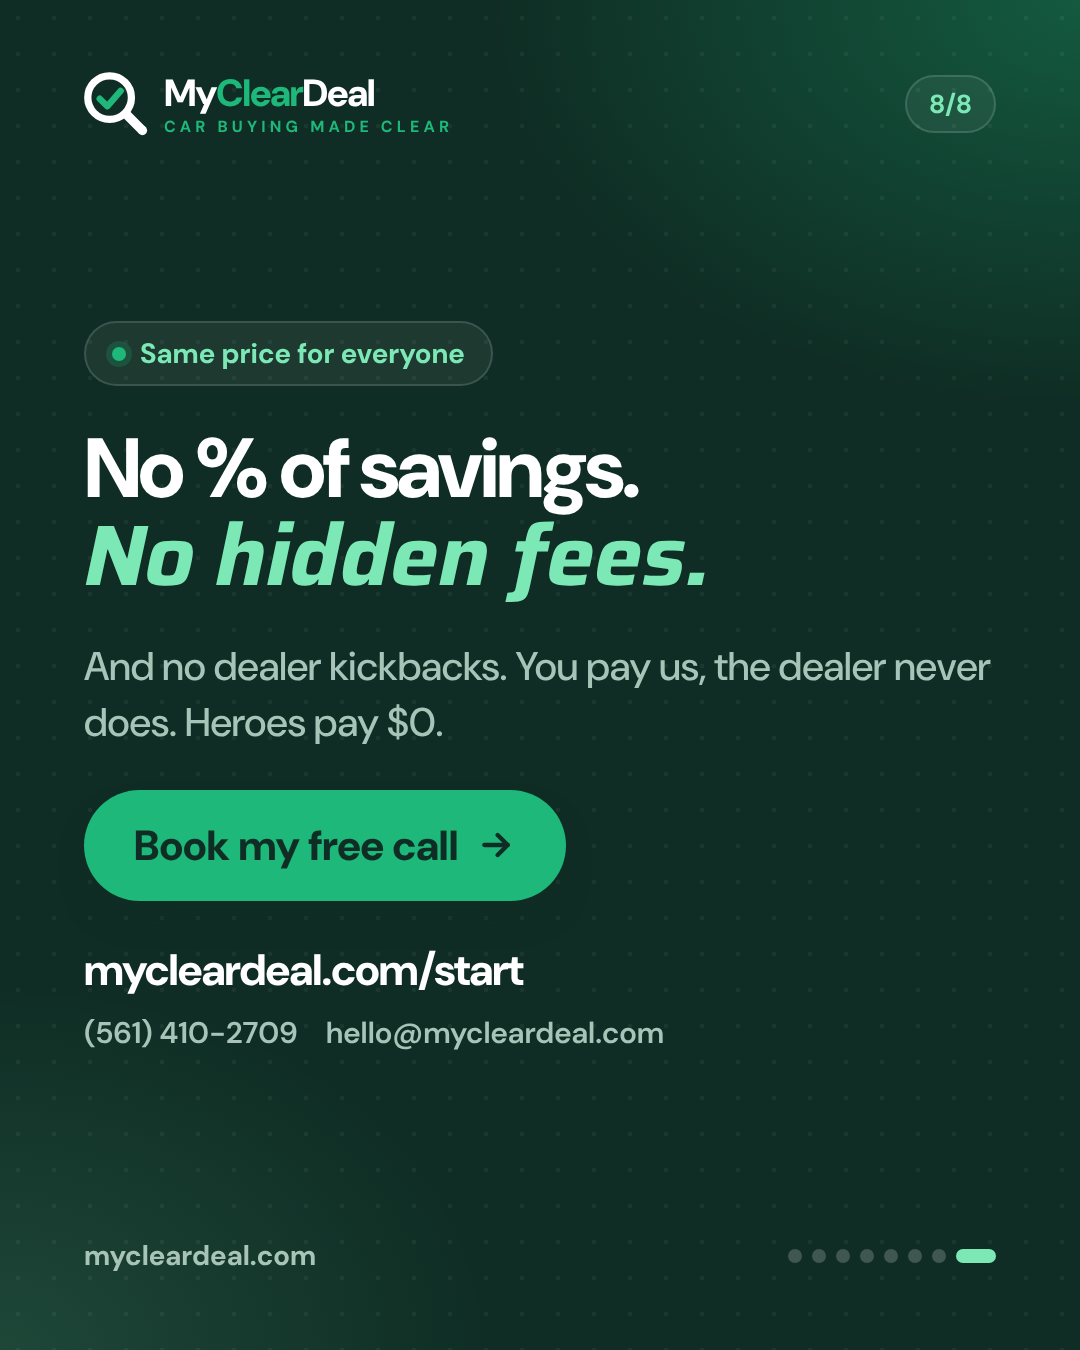 MyClearDeal
CAR BUYING MADE CLEAR
8/8
Same price for everyone
No % of savings.
No hidden fees.
And no dealer kickbacks. You pay us, the dealer never
does. Heroes pay $0.
Book my free call →
mycleardeal.com/start
(561) 410-2709 hello@mycleardeal.com
mycleardeal.com